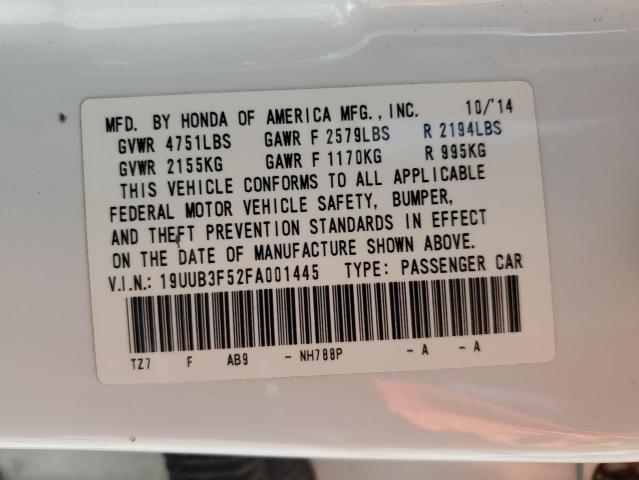 MFD. BY HONDA OF AMERICA MFG., INC. 10/'14
GVWR 4751LBS GAWR F 2579LBS R 2194LBS
GVWR 2155KG GAWR F 1170KG R 995KG
THIS VEHICLE CONFORMS TO ALL APPLICABLE
FEDERAL MOTOR VEHICLE SAFETY, BUMPER,
AND THEFT PREVENTION STANDARDS IN EFFECT
ON THE DATE OF MANUFACTURE SHOWN ABOVE.
V.I.N.: 19UUB3F52FA001445 TYPE: PASSENGER CAR
TZ7 F AB9 - NH788P - A - A